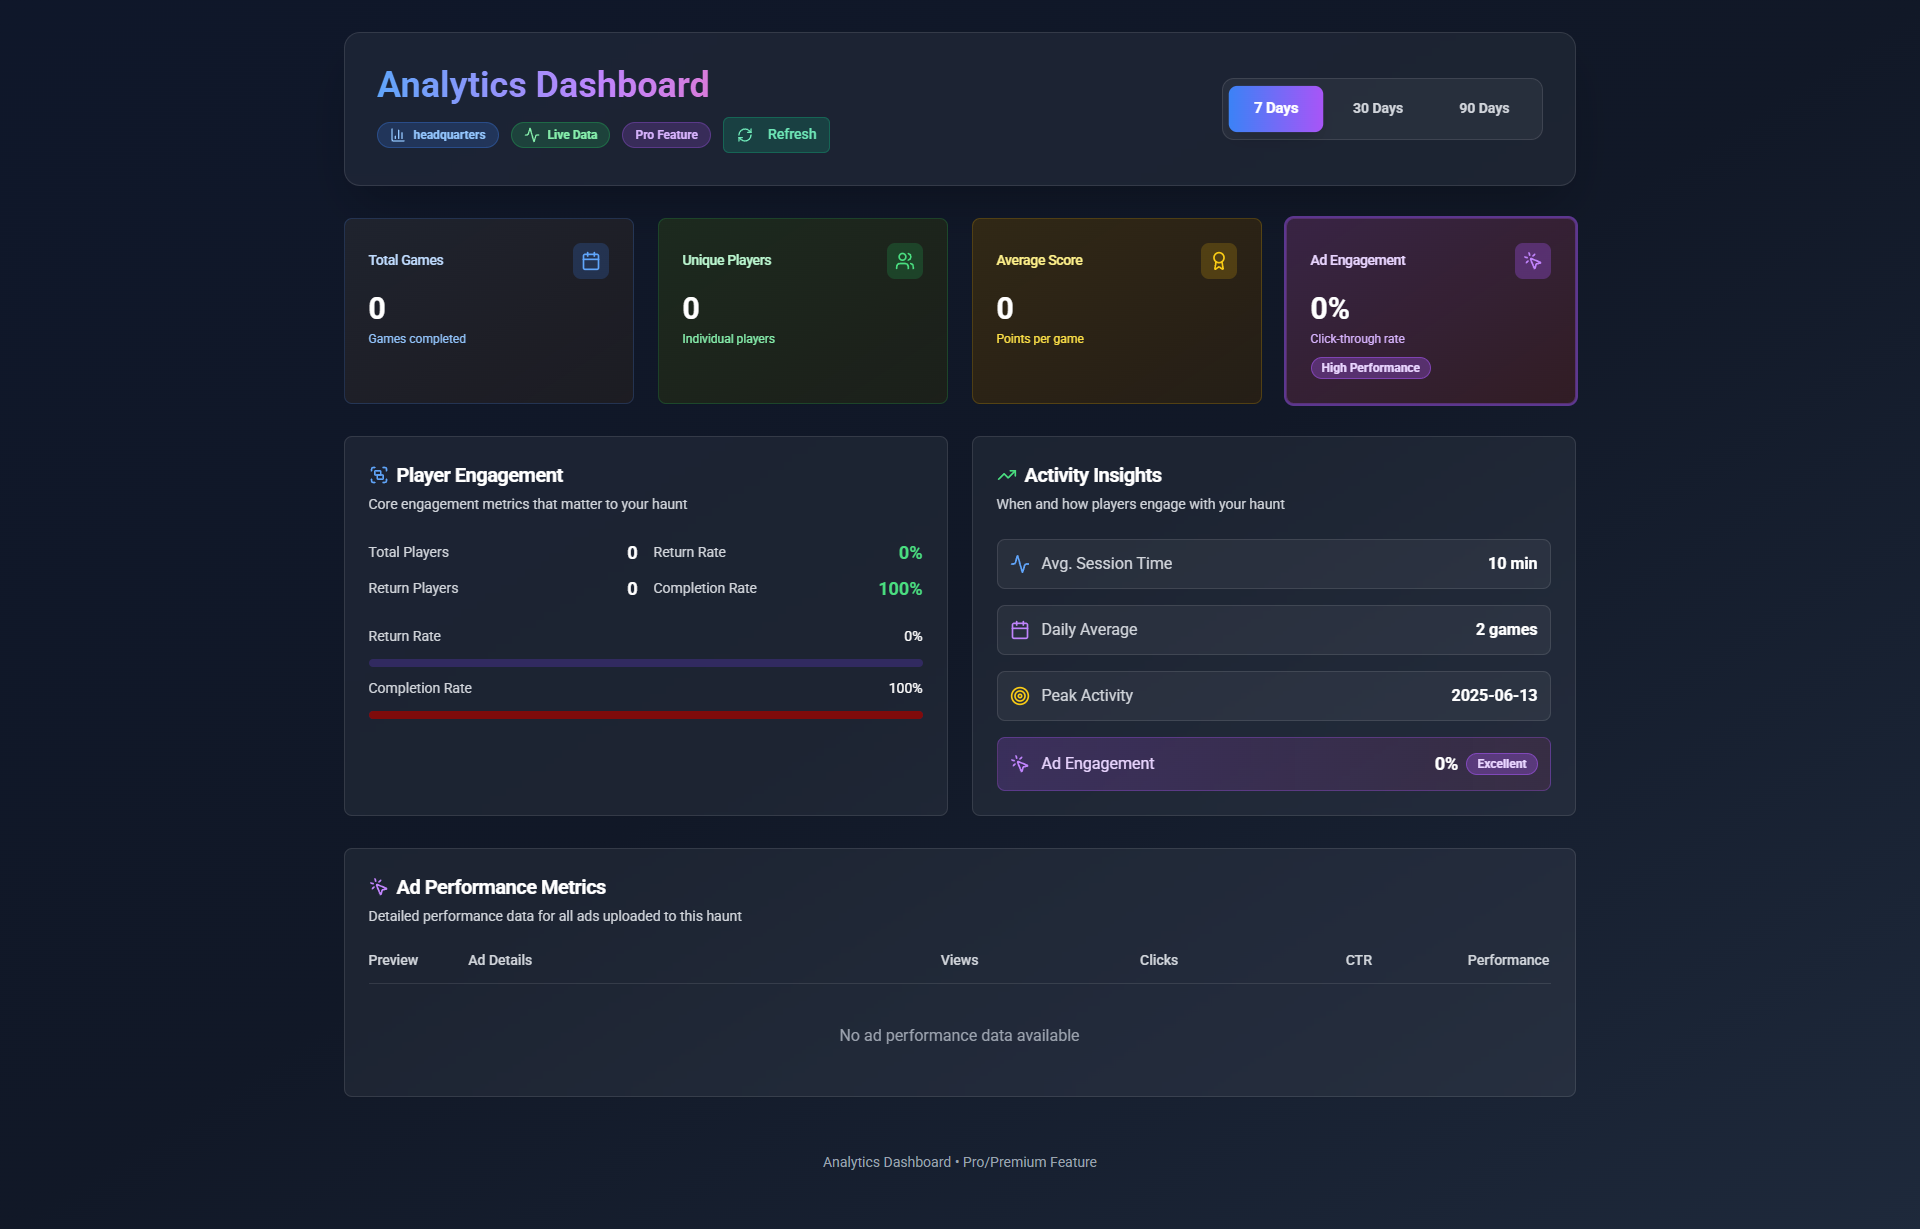 Analytics Dashboard
headquarters
Live Data
Pro Feature
Refresh
7 Days
30 Days
90 Days
Total Games
0
Games completed
Unique Players
0
Individual players
Average Score
0
Points per game
Ad Engagement
0%
Click-through rate
High Performance
Player Engagement
Core engagement metrics that matter to your haunt
Total Players 0 Return Rate 0%
Return Players 0 Completion Rate 100%
Return Rate 0%
Completion Rate 100%
Activity Insights
When and how players engage with your haunt
Avg. Session Time 10 min
Daily Average 2 games
Peak Activity 2025-06-13
Ad Engagement 0% Excellent
Ad Performance Metrics
Detailed performance data for all ads uploaded to this haunt
Preview Ad Details Views Clicks CTR Performance
No ad performance data available
Analytics Dashboard • Pro/Premium Feature